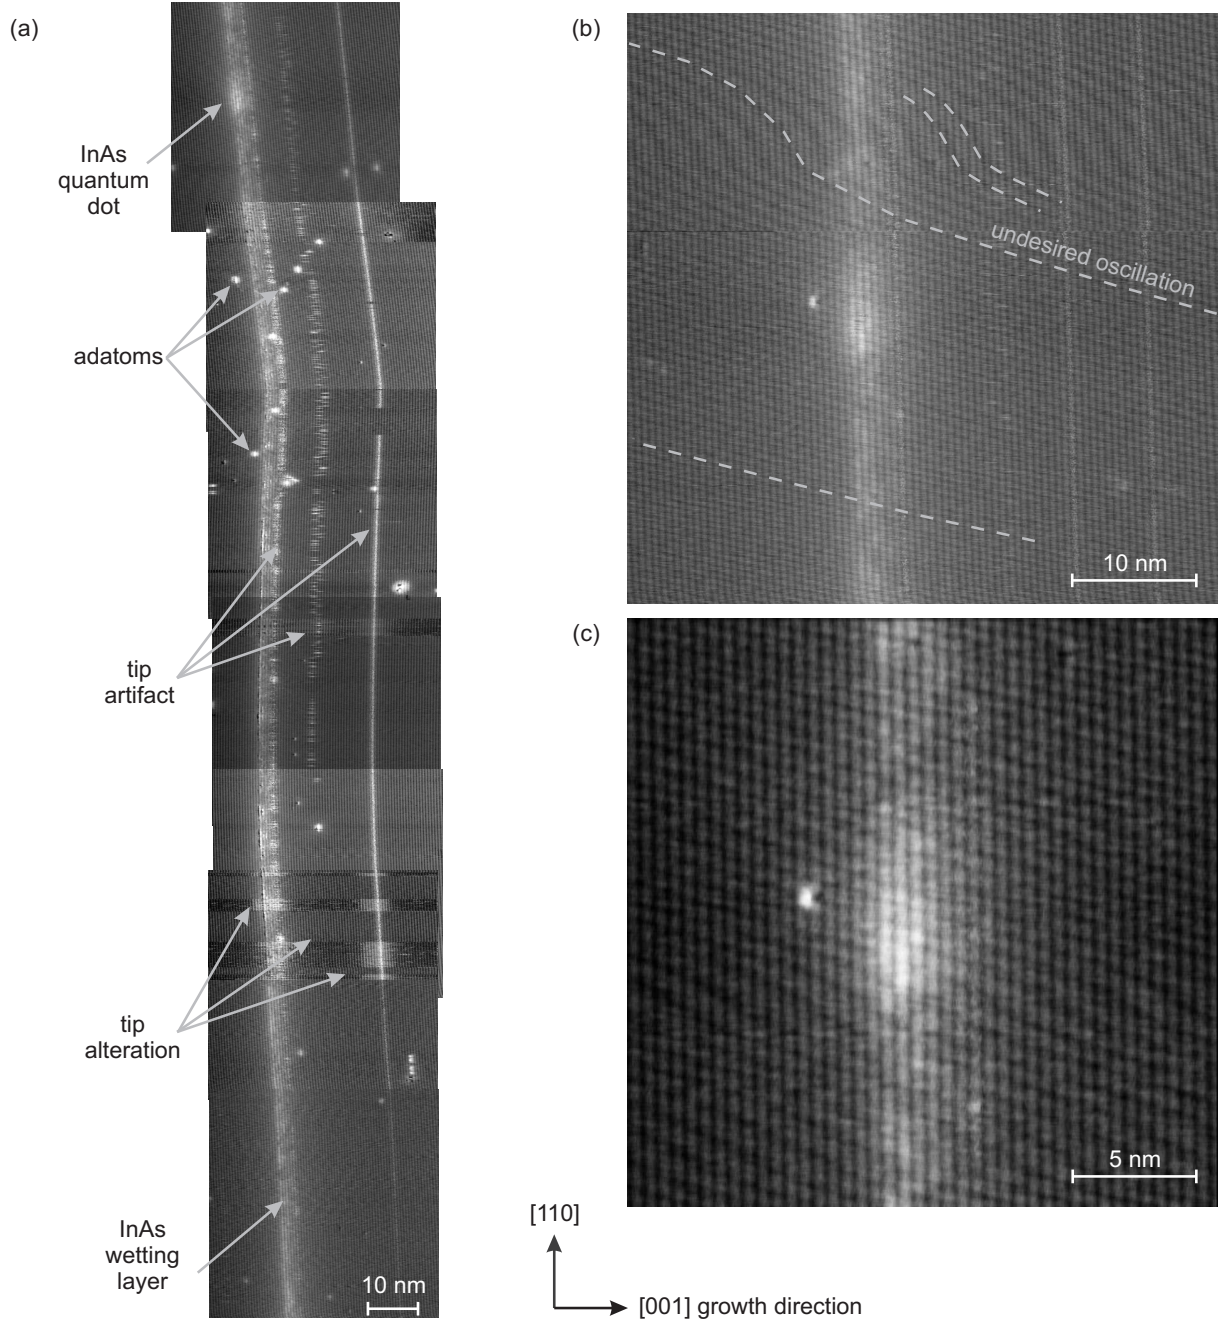 (a)
InAs
quantum
dot
adatoms
tip
artifact
tip
alteration
InAs
wetting
layer
10 nm
(b)
undesired oscillation
10 nm
(c)
5 nm
[110]
[001] growth direction